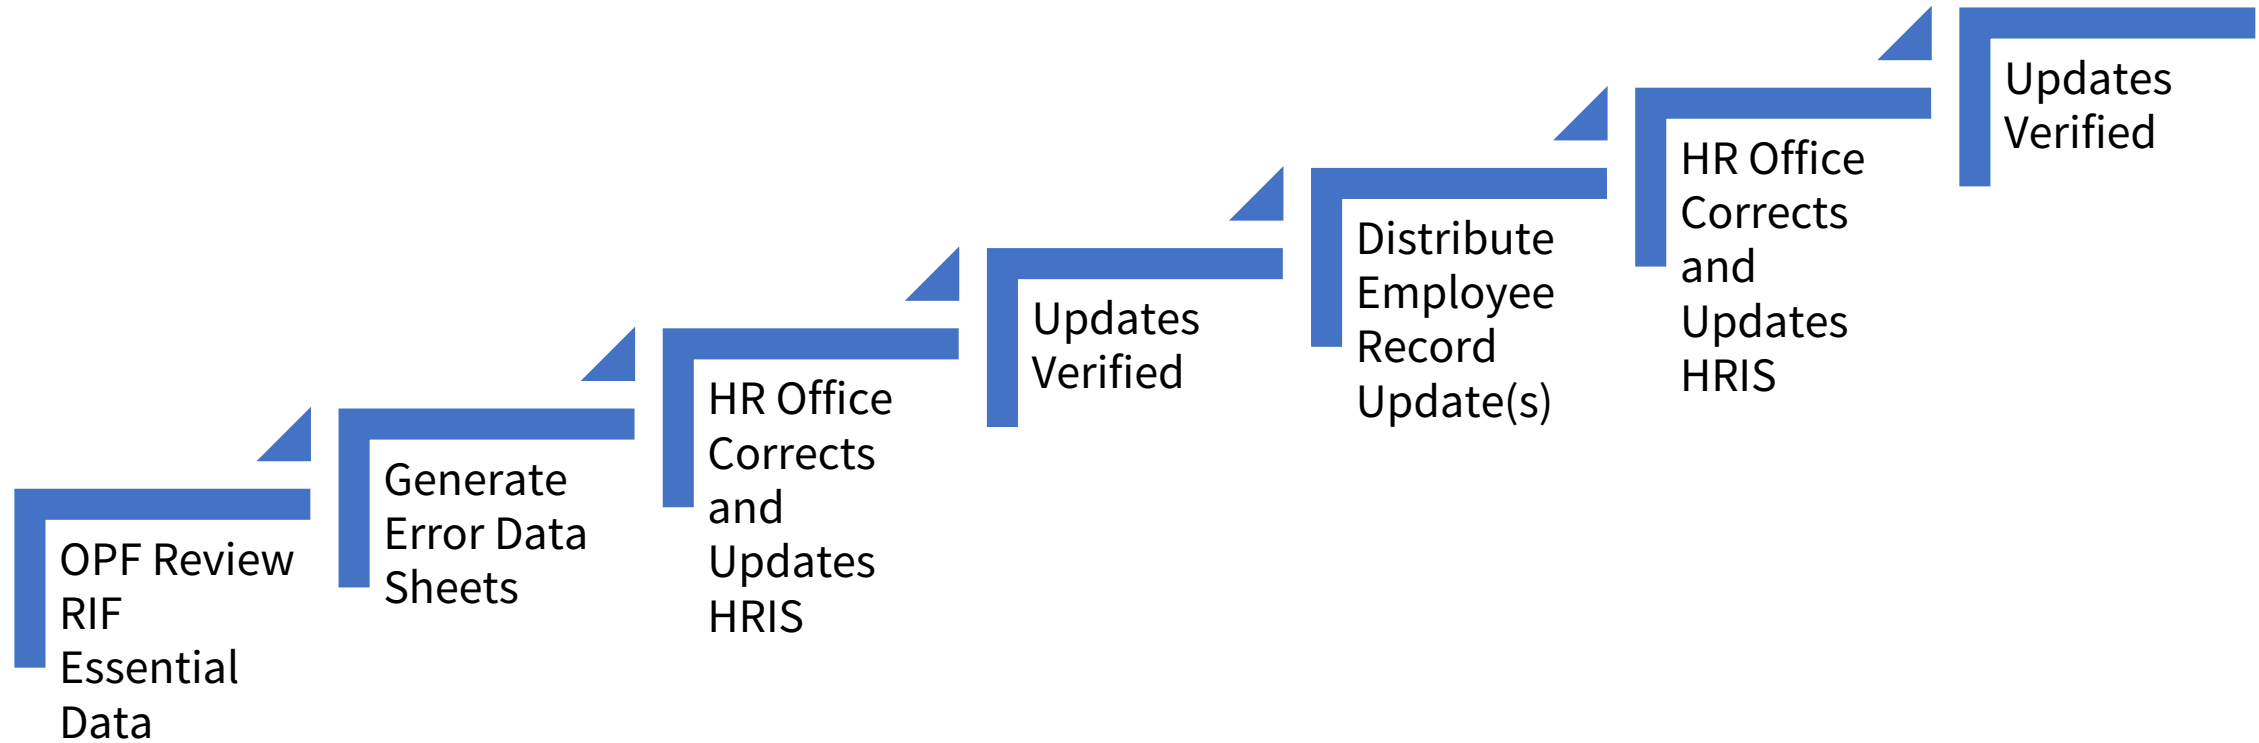 OPF Review
RIF
Essential
Data
Generate
Error Data
Sheets
HR Office
Corrects
and
Updates
HRIS
Updates
Verified
Distribute
Employee
Record
Update(s)
HR Office
Corrects
and
Updates
HRIS
Updates
Verified